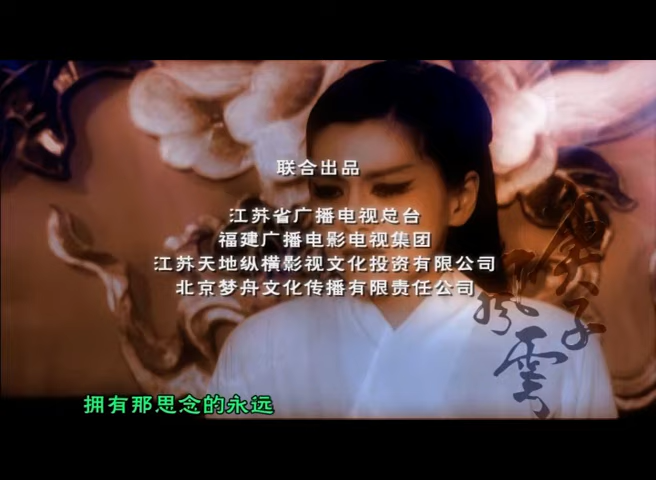 联合出品
江苏省广播电视总台
福建广播电影电视集团
江苏天地纵横影视文化投资有限公司
北京梦舟文化传播有限责任公司
風雲
拥有那思念的永远